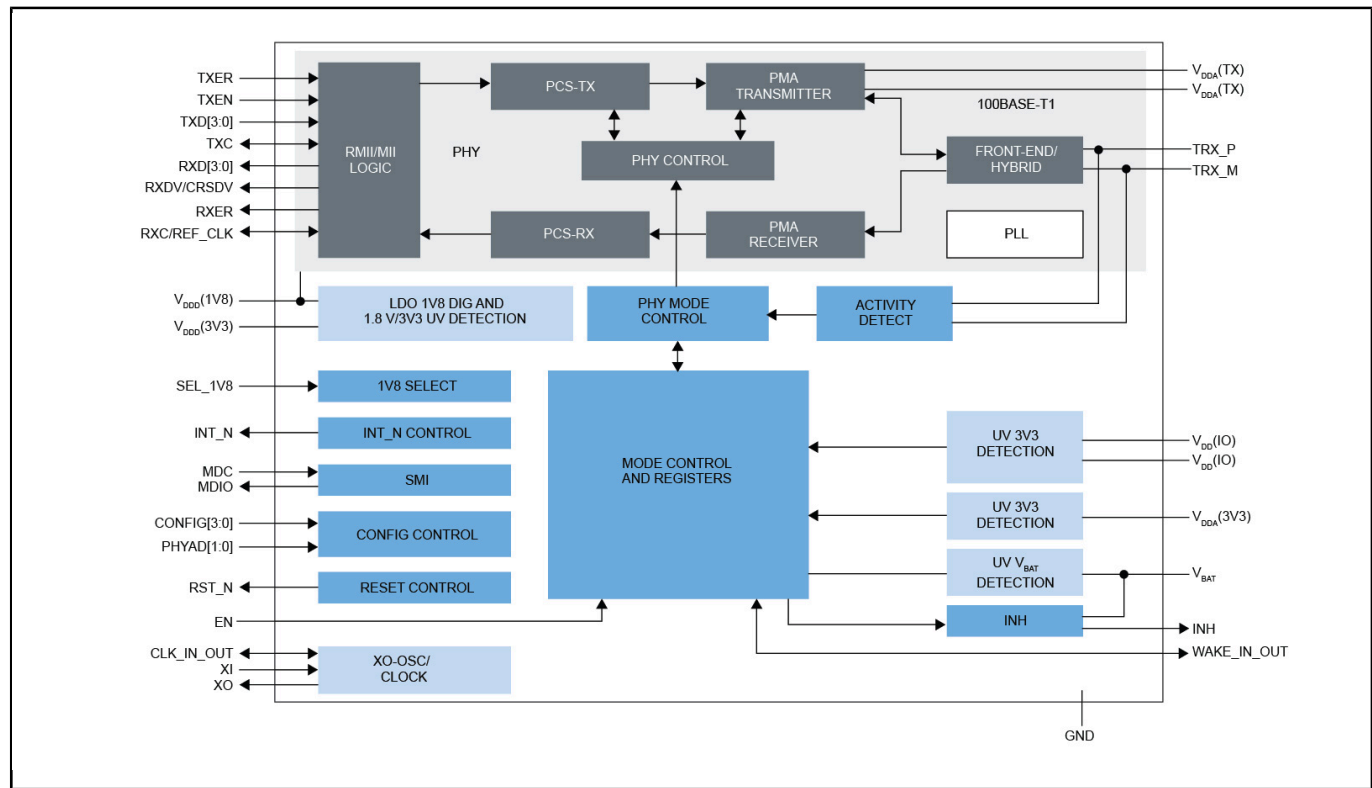 TXER
TXEN
TXD[3:0]
TXC
RXD[3:0]
RXDV/CRSDV
RXER
RXC/REF_CLK
RMII/MII
LOGIC
PHY
PCS-TX
PMA
TRANSMITTER
100BASE-T1
PHY CONTROL
FRONT-END/
HYBRID
PCS-RX
PMA
RECEIVER
PLL
VDDA(TX)
VDDA(TX)
TRX_P
TRX_M
VDDD(1V8)
VDDD(3V3)
LDO 1V8 DIG AND
1.8 V/3V3 UV DETECTION
PHY MODE
CONTROL
ACTIVITY
DETECT
SEL_1V8
1V8 SELECT
INT_N
INT_N CONTROL
MDC
MDIO
SMI
CONFIG[3:0]
PHYAD[1:0]
CONFIG CONTROL
RST_N
RESET CONTROL
EN
CLK_IN_OUT
XI
XO
XO-OSC/
CLOCK
MODE CONTROL
AND REGISTERS
UV 3V3
DETECTION
VDD(IO)
VDD(IO)
UV 3V3
DETECTION
VDDA(3V3)
UV VBAT
DETECTION
VBAT
INH
INH
WAKE_IN_OUT
GND